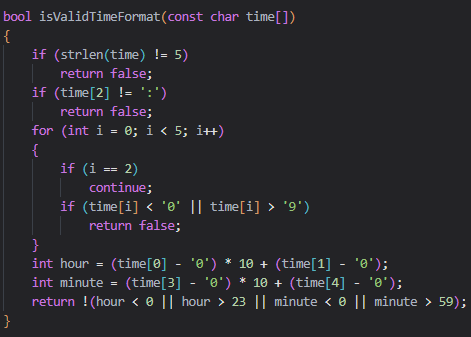 bool isValidTimeFormat(const char time[])
{
    if (strlen(time) != 5)
        return false;
    if (time[2] != ':')
        return false;
    for (int i = 0; i < 5; i++)
    {
        if (i == 2)
            continue;
        if (time[i] < '0' || time[i] > '9')
            return false;
    }
    int hour = (time[0] - '0') * 10 + (time[1] - '0');
    int minute = (time[3] - '0') * 10 + (time[4] - '0');
    return !(hour < 0 || hour > 23 || minute < 0 || minute > 59);
}